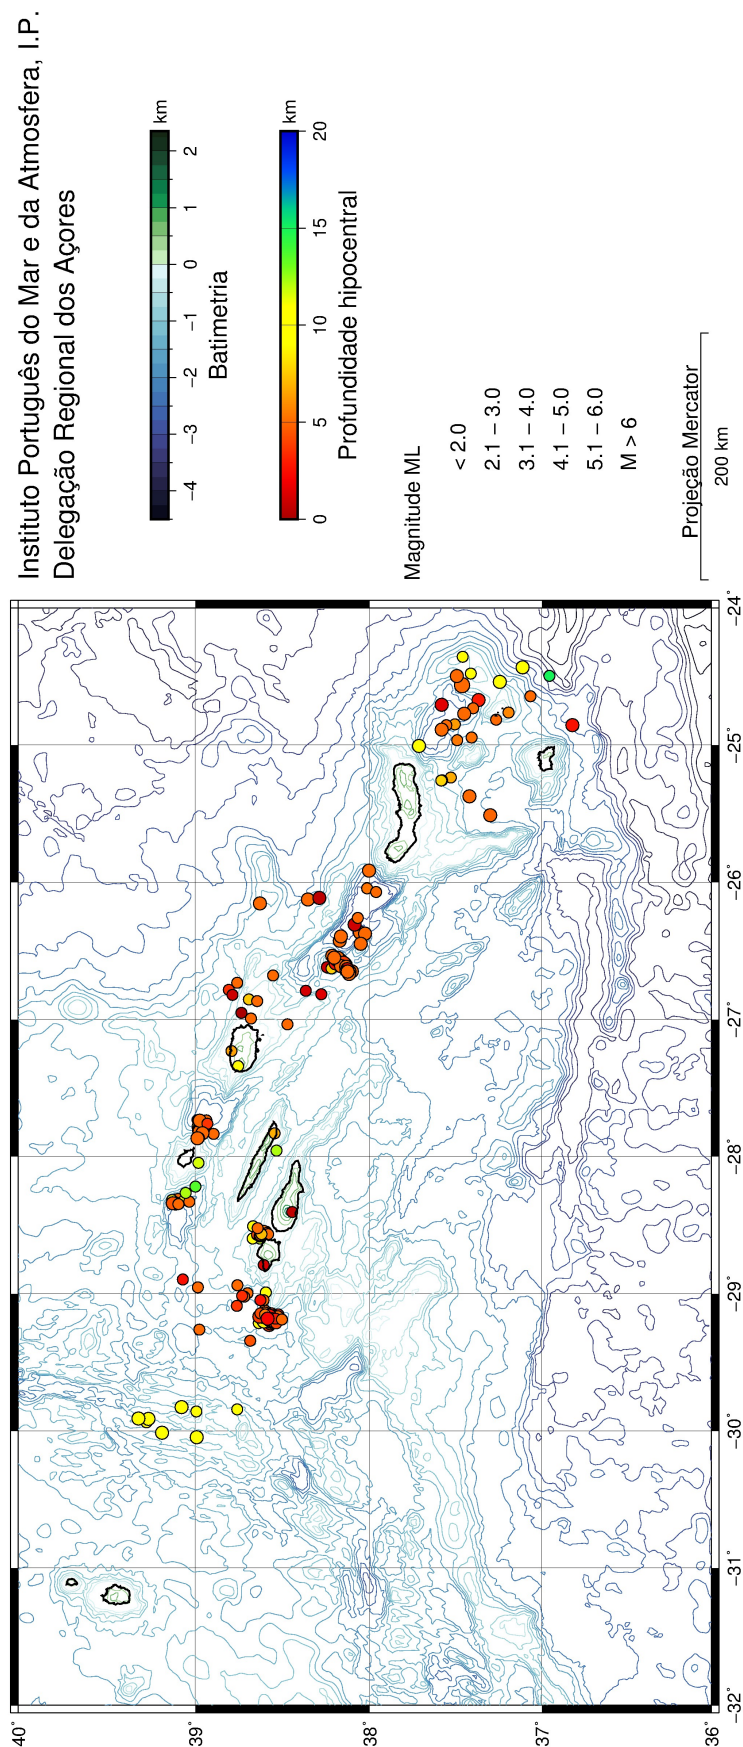 Instituto Português do Mar e da Atmosfera, I.P.
Delegação Regional dos Açores
km
−4 −3 −2 −1 0 1 2
Batimetria
km
0 5 10 15 20
Profundidade hipocentral
Magnitude ML
< 2.0
2.1 − 3.0
3.1 − 4.0
4.1 − 5.0
5.1 − 6.0
M > 6
Projeção Mercator
200 km
40°
39°
38°
37°
36°
−32° −31° −30° −29° −28° −27° −26° −25° −24°